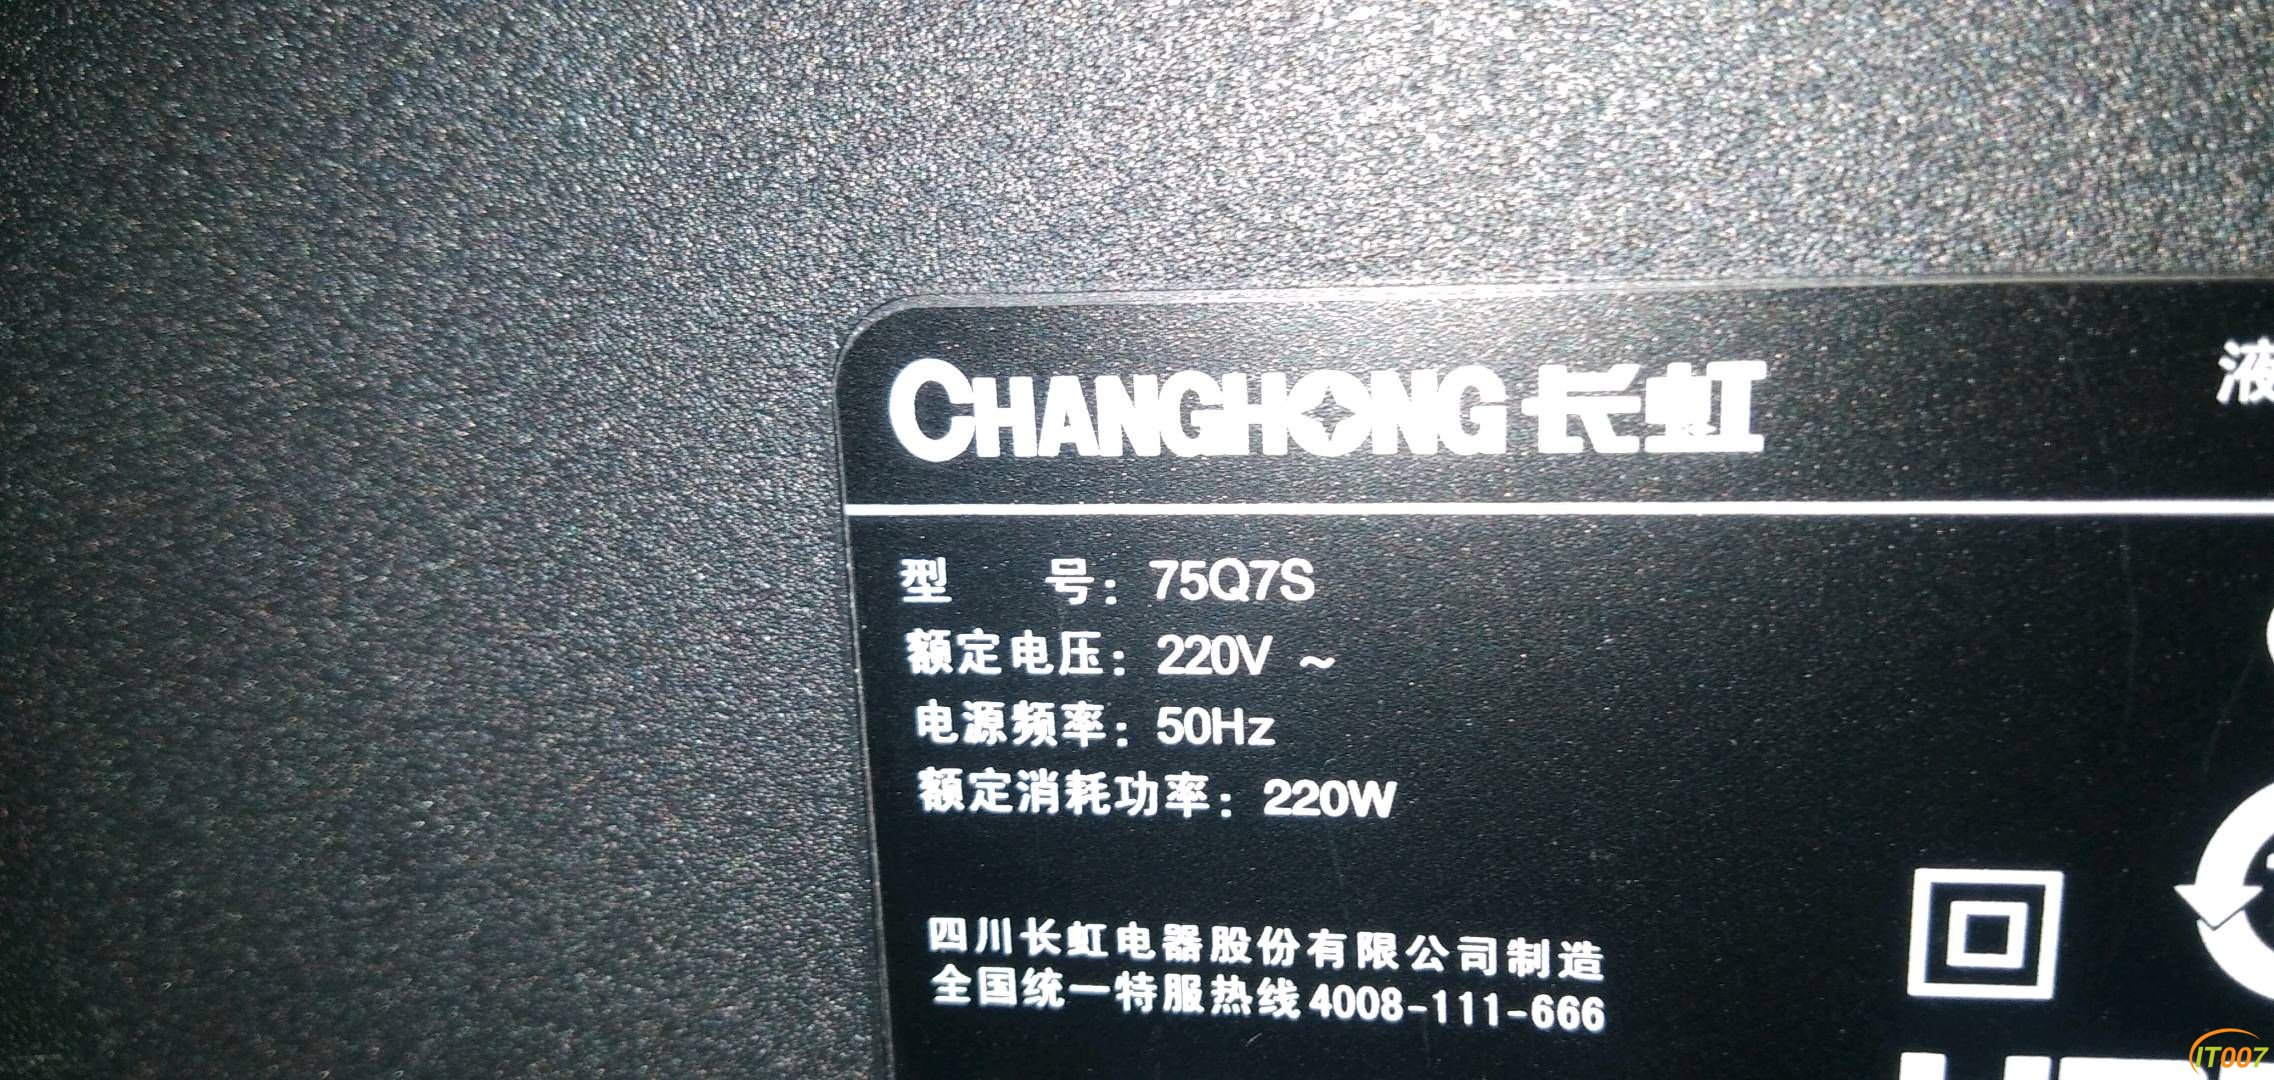 CHANGHONG 长虹
液
型 号：75Q7S
额定电压：220V ~
电源频率：50Hz
额定消耗功率：220W
四川长虹电器股份有限公司制造
全国统一特服热线4008-111-666
IT007